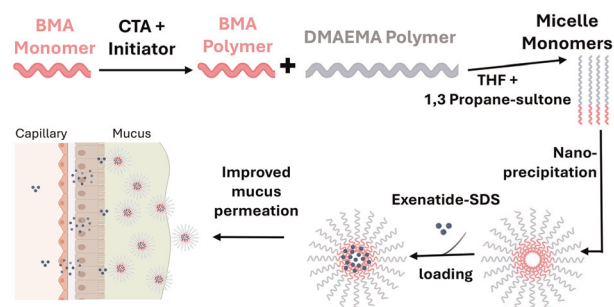 BMA
Monomer
CTA +
Initiator
BMA
Polymer
+
DMAEMA Polymer
THF +
1,3 Propane-sultone
Micelle
Monomers
Nano-
precipitation
Exenatide-SDS
loading
Improved
mucus
permeation
Capillary
Mucus